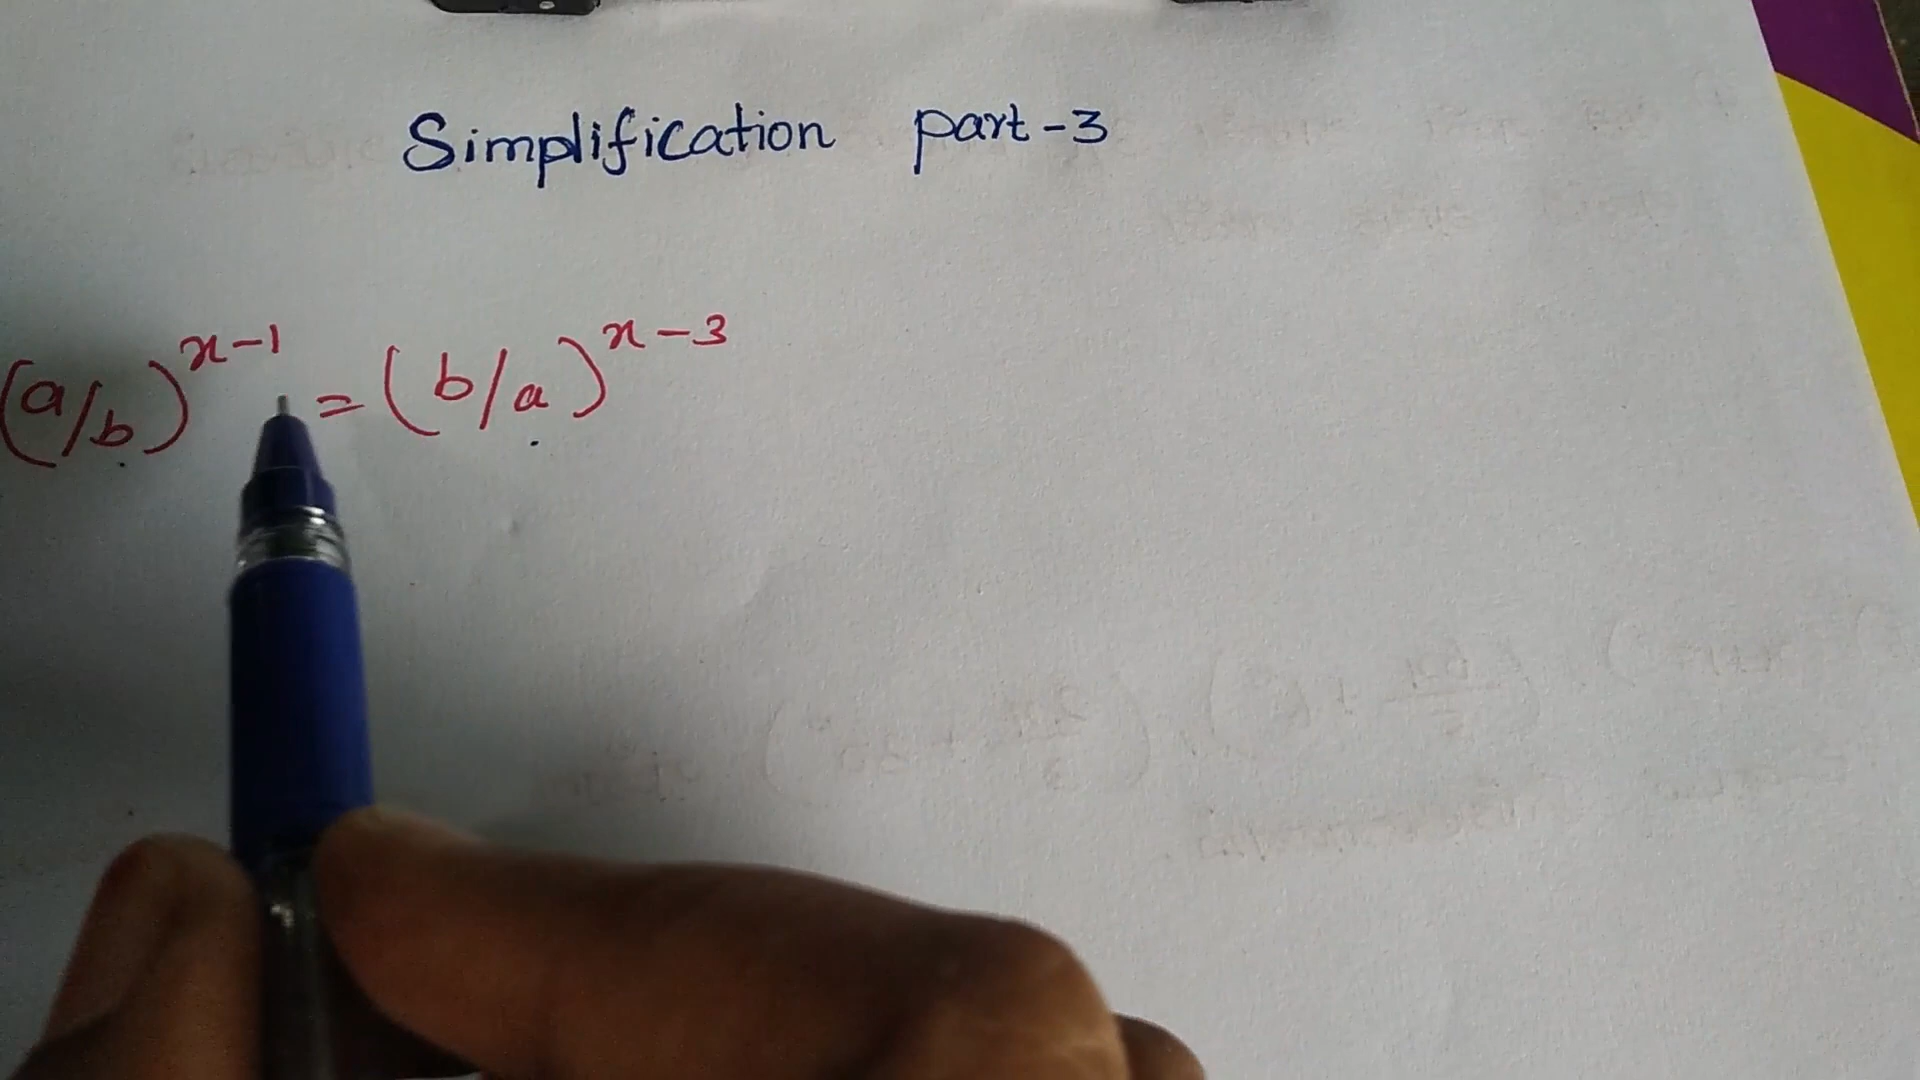 Simplification part-3
(a/b)^x-1 = (b/a)^x-3